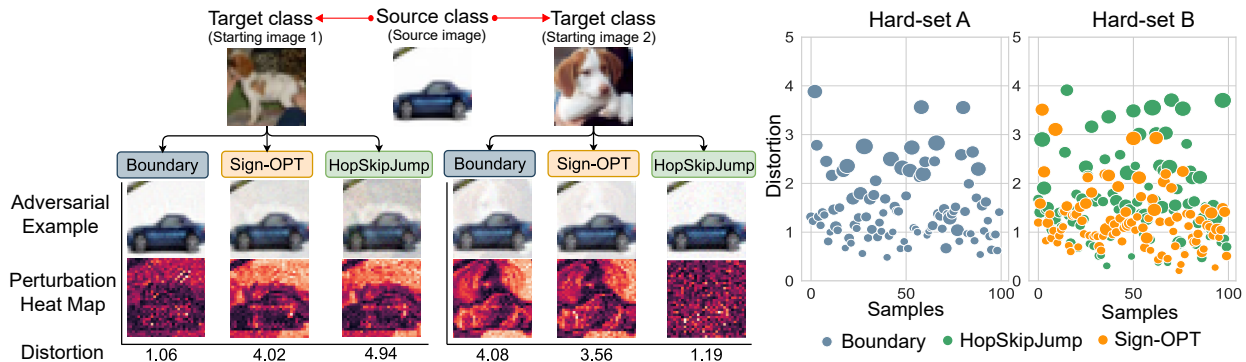 Target class
(Starting image 1)
Source class
(Source image)
Target class
(Starting image 2)
Boundary
Sign-OPT
HopSkipJump
Boundary
Sign-OPT
HopSkipJump
Adversarial
Example
Perturbation
Heat Map
Distortion
1.06
4.02
4.94
4.08
3.56
1.19
Hard-set A
Hard-set B
Distortion
5
4
3
2
1
0
5
4
3
2
1
0
0
50
100
0
50
100
Samples
Samples
Boundary
HopSkipJump
Sign-OPT